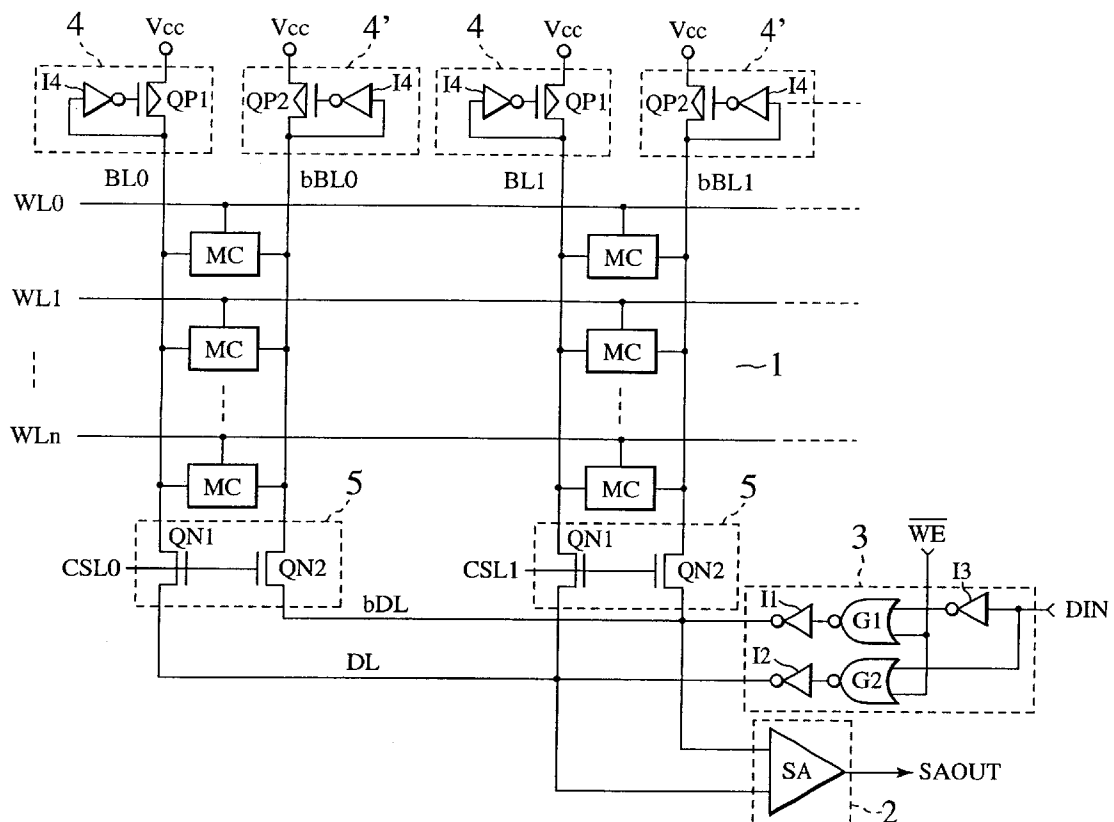 4 Vcc Vcc 4' 4 Vcc Vcc 4'
I4 QP1 QP2 I4 I4 QP1 QP2 I4
BL0 bBL0 BL1 bBL1
WL0
MC MC
WL1
MC MC
1
WLn
MC MC
5 5
QN1 QN1 WE
CSL0 QN2 CSL1 QN2 3
bDL I1 G1 I3 DIN
DL I2 G2
SA SAOUT
2